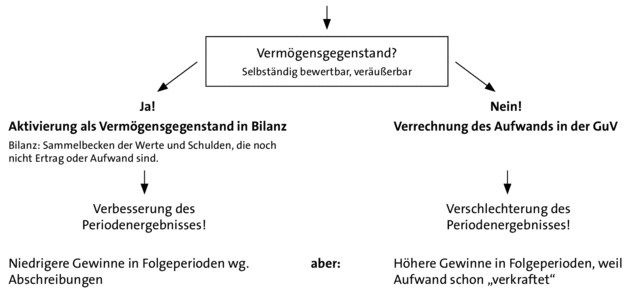 Vermögensgegenstand?
Selbständig bewertbar, veräußerbar
Ja!
Aktivierung als Vermögensgegenstand in Bilanz
Bilanz: Sammelbecken der Werte und Schulden, die noch
nicht Ertrag oder Aufwand sind.
Nein!
Verrechnung des Aufwands in der GuV
Verbesserung des
Periodenergebnisses!
Verschlechterung des
Periodenergebnisses!
Niedrigere Gewinne in Folgeperioden wg.
Abschreibungen
aber:
Höhere Gewinne in Folgeperioden, weil
Aufwand schon „verkraftet“